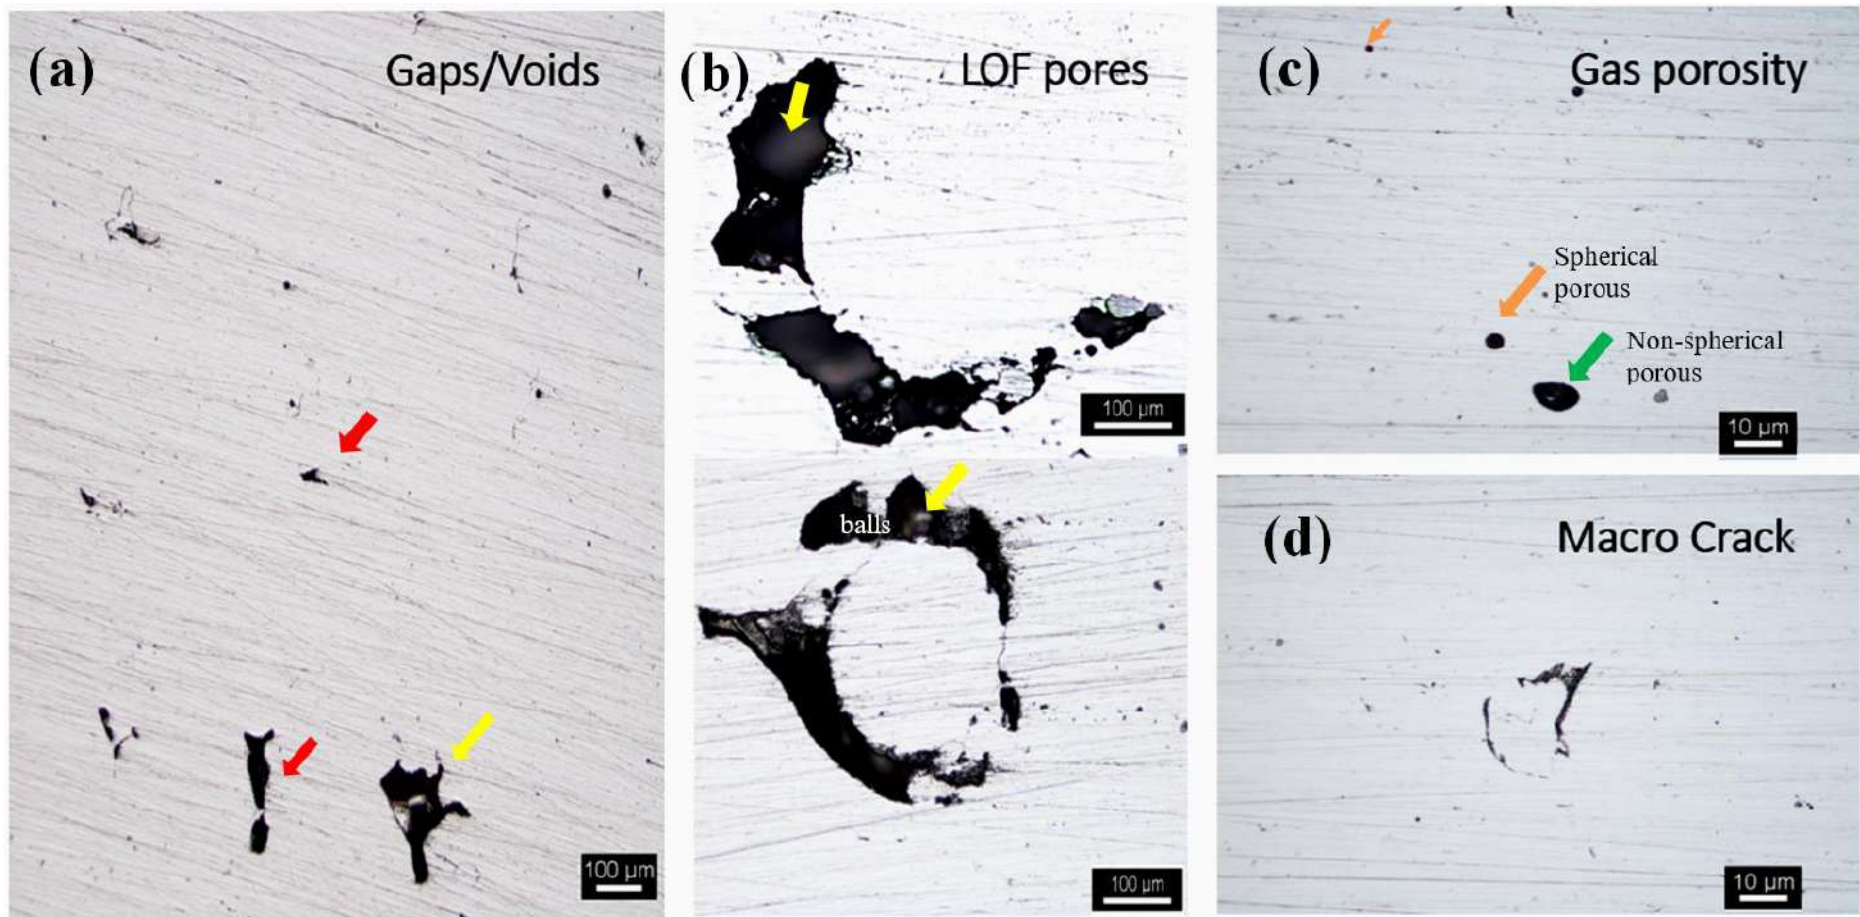 (a)
Gaps/Voids
100 µm
(b)
LOF pores
100 µm
balls
100 µm
(c)
Gas porosity
Spherical
porous
Non-spherical
porous
10 µm
(d)
Macro Crack
10 µm